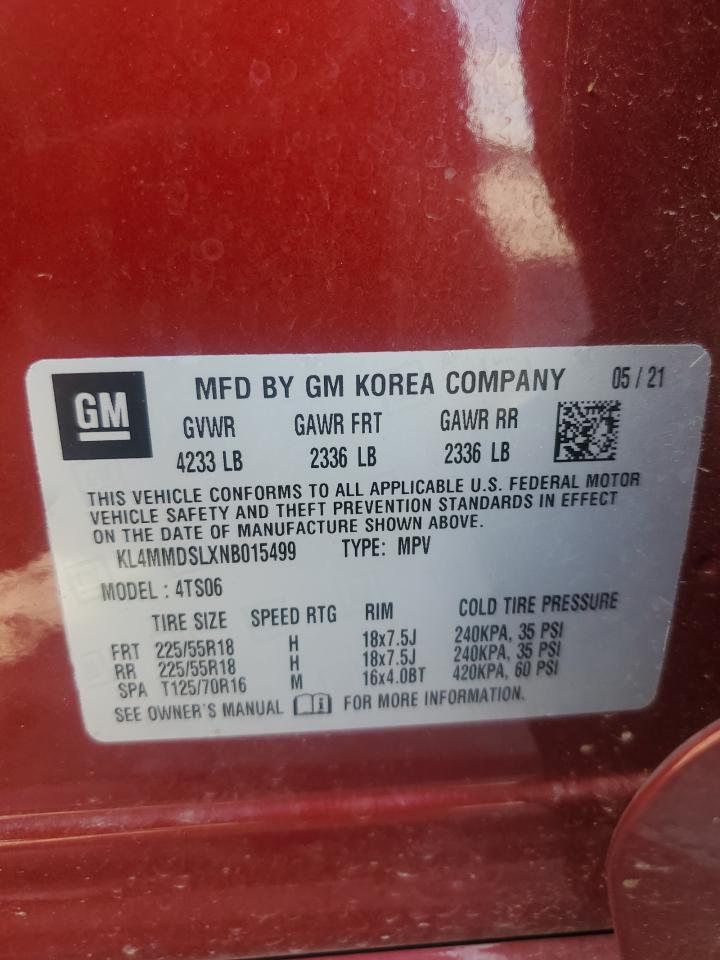 GM
MFD BY GM KOREA COMPANY 05/21
GVWR GAWR FRT GAWR RR
4233 LB 2336 LB 2336 LB
THIS VEHICLE CONFORMS TO ALL APPLICABLE U.S. FEDERAL MOTOR
VEHICLE SAFETY AND THEFT PREVENTION STANDARDS IN EFFECT
ON THE DATE OF MANUFACTURE SHOWN ABOVE.
KL4MMDSLXNB015499 TYPE: MPV
MODEL: 4TS06
TIRE SIZE SPEED RTG RIM COLD TIRE PRESSURE
FRT 225/55R18 H 18x7.5J 240KPA, 35 PSI
RR 225/55R18 H 18x7.5J 240KPA, 35 PSI
SPA T125/70R16 M 16x4.0BT 420KPA, 60 PSI
SEE OWNER'S MANUAL i FOR MORE INFORMATION.